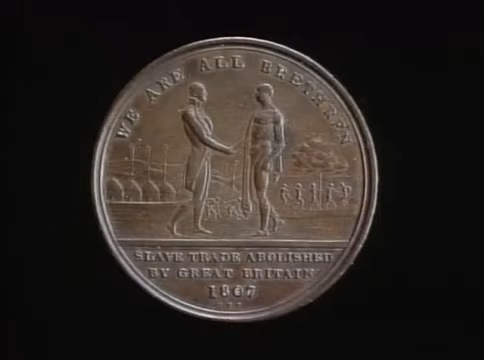 WE ARE ALL BRETHREN
SLAVE TRADE ABOLISHED
BY GREAT BRITAIN
1807